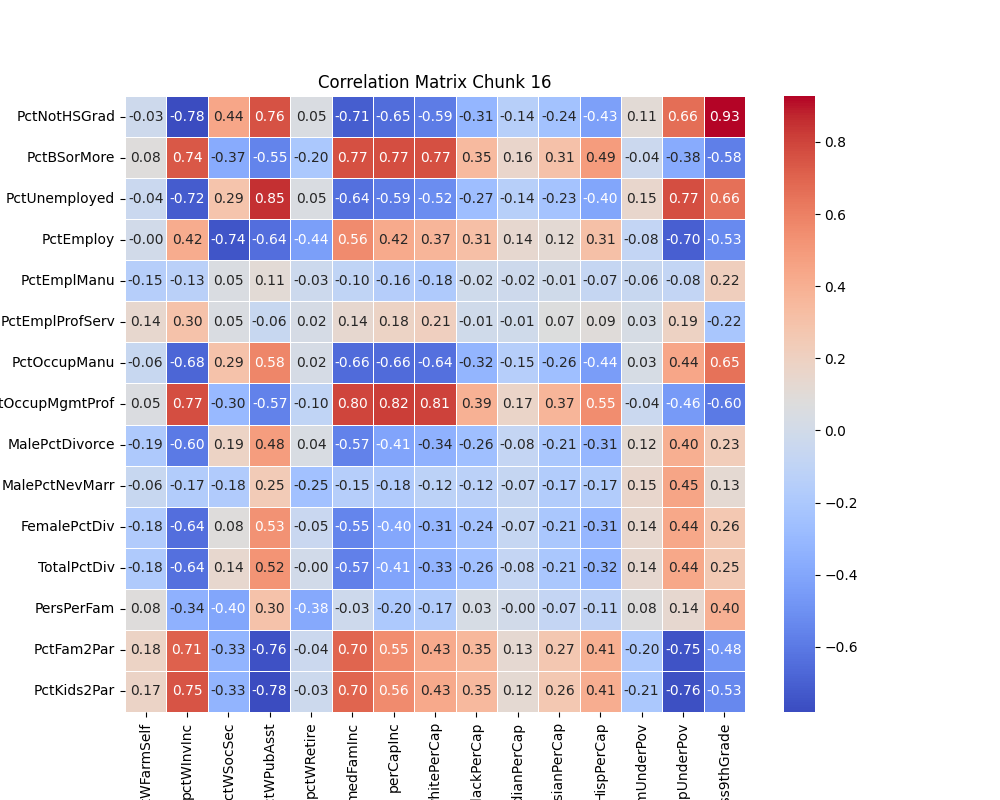 Correlation Matrix Chunk 16
PctNotHSGrad -0.03 -0.78 0.44 0.76 0.05 -0.71 -0.65 -0.59 -0.31 -0.14 -0.24 -0.43 0.11 0.66 0.93
PctBSorMore 0.08 0.74 -0.37 -0.55 -0.20 0.77 0.77 0.77 0.35 0.16 0.31 0.49 -0.04 -0.38 -0.58
PctUnemployed -0.04 -0.72 0.29 0.85 0.05 -0.64 -0.59 -0.52 -0.27 -0.14 -0.23 -0.40 0.15 0.77 0.66
PctEmploy -0.00 0.42 -0.74 -0.64 -0.44 0.56 0.42 0.37 0.31 0.14 0.12 0.31 -0.08 -0.70 -0.53
PctEmplManu -0.15 -0.13 0.05 0.11 -0.03 -0.10 -0.16 -0.18 -0.02 -0.02 -0.01 -0.07 -0.06 -0.08 0.22
PctEmplProfServ 0.14 0.30 0.05 -0.06 0.02 0.14 0.18 0.21 -0.01 -0.01 0.07 0.09 0.03 0.19 -0.22
PctOccupManu -0.06 -0.68 0.29 0.58 0.02 -0.66 -0.66 -0.64 -0.32 -0.15 -0.26 -0.44 0.03 0.44 0.65
tOccupMgmtProf 0.05 0.77 -0.30 -0.57 -0.10 0.80 0.82 0.81 0.39 0.17 0.37 0.55 -0.04 -0.46 -0.60
MalePctDivorce -0.19 -0.60 0.19 0.48 0.04 -0.57 -0.41 -0.34 -0.26 -0.08 -0.21 -0.31 0.12 0.40 0.23
MalePctNevMarr -0.06 -0.17 -0.18 0.25 -0.25 -0.15 -0.18 -0.12 -0.12 -0.07 -0.17 -0.17 0.15 0.45 0.13
FemalePctDiv -0.18 -0.64 0.08 0.53 -0.05 -0.55 -0.40 -0.31 -0.24 -0.07 -0.21 -0.31 0.14 0.44 0.26
TotalPctDiv -0.18 -0.64 0.14 0.52 -0.00 -0.57 -0.41 -0.33 -0.26 -0.08 -0.21 -0.32 0.14 0.44 0.25
PersPerFam 0.08 -0.34 -0.40 0.30 -0.38 -0.03 -0.20 -0.17 0.03 -0.00 -0.07 -0.11 0.08 0.14 0.40
PctFam2Par 0.18 0.71 -0.33 -0.76 -0.04 0.70 0.55 0.43 0.35 0.13 0.27 0.41 -0.20 -0.75 -0.48
PctKids2Par 0.17 0.75 -0.33 -0.78 -0.03 0.70 0.56 0.43 0.35 0.12 0.26 0.41 -0.21 -0.76 -0.53
tWFarmSelf
pctWInvInc
ctWSocSec
tWPubAsst
pctWRetire
medFamInc
perCapInc
hitePerCap
lackPerCap
dianPerCap
sianPerCap
HispPerCap
mUnderPov
pUnderPov
ss9thGrade
0.8
0.6
0.4
0.2
0.0
−0.2
−0.4
−0.6